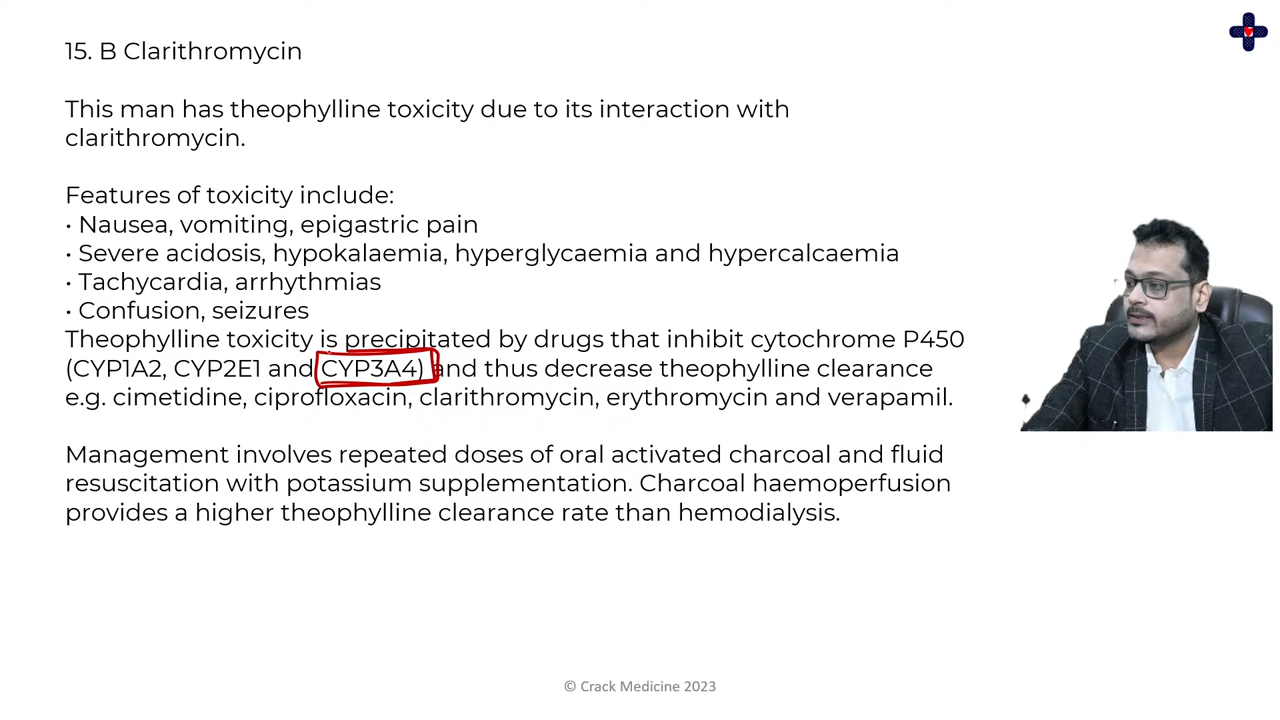 15. B Clarithromycin
This man has theophylline toxicity due to its interaction with
clarithromycin.
Features of toxicity include:
• Nausea, vomiting, epigastric pain
• Severe acidosis, hypokalaemia, hyperglycaemia and hypercalcaemia
• Tachycardia, arrhythmias
• Confusion, seizures
Theophylline toxicity is precipitated by drugs that inhibit cytochrome P450
(CYP1A2, CYP2E1 and CYP3A4) and thus decrease theophylline clearance
e.g. cimetidine, ciprofloxacin, clarithromycin, erythromycin and verapamil.
Management involves repeated doses of oral activated charcoal and fluid
resuscitation with potassium supplementation. Charcoal haemoperfusion
provides a higher theophylline clearance rate than hemodialysis.
© Crack Medicine 2023